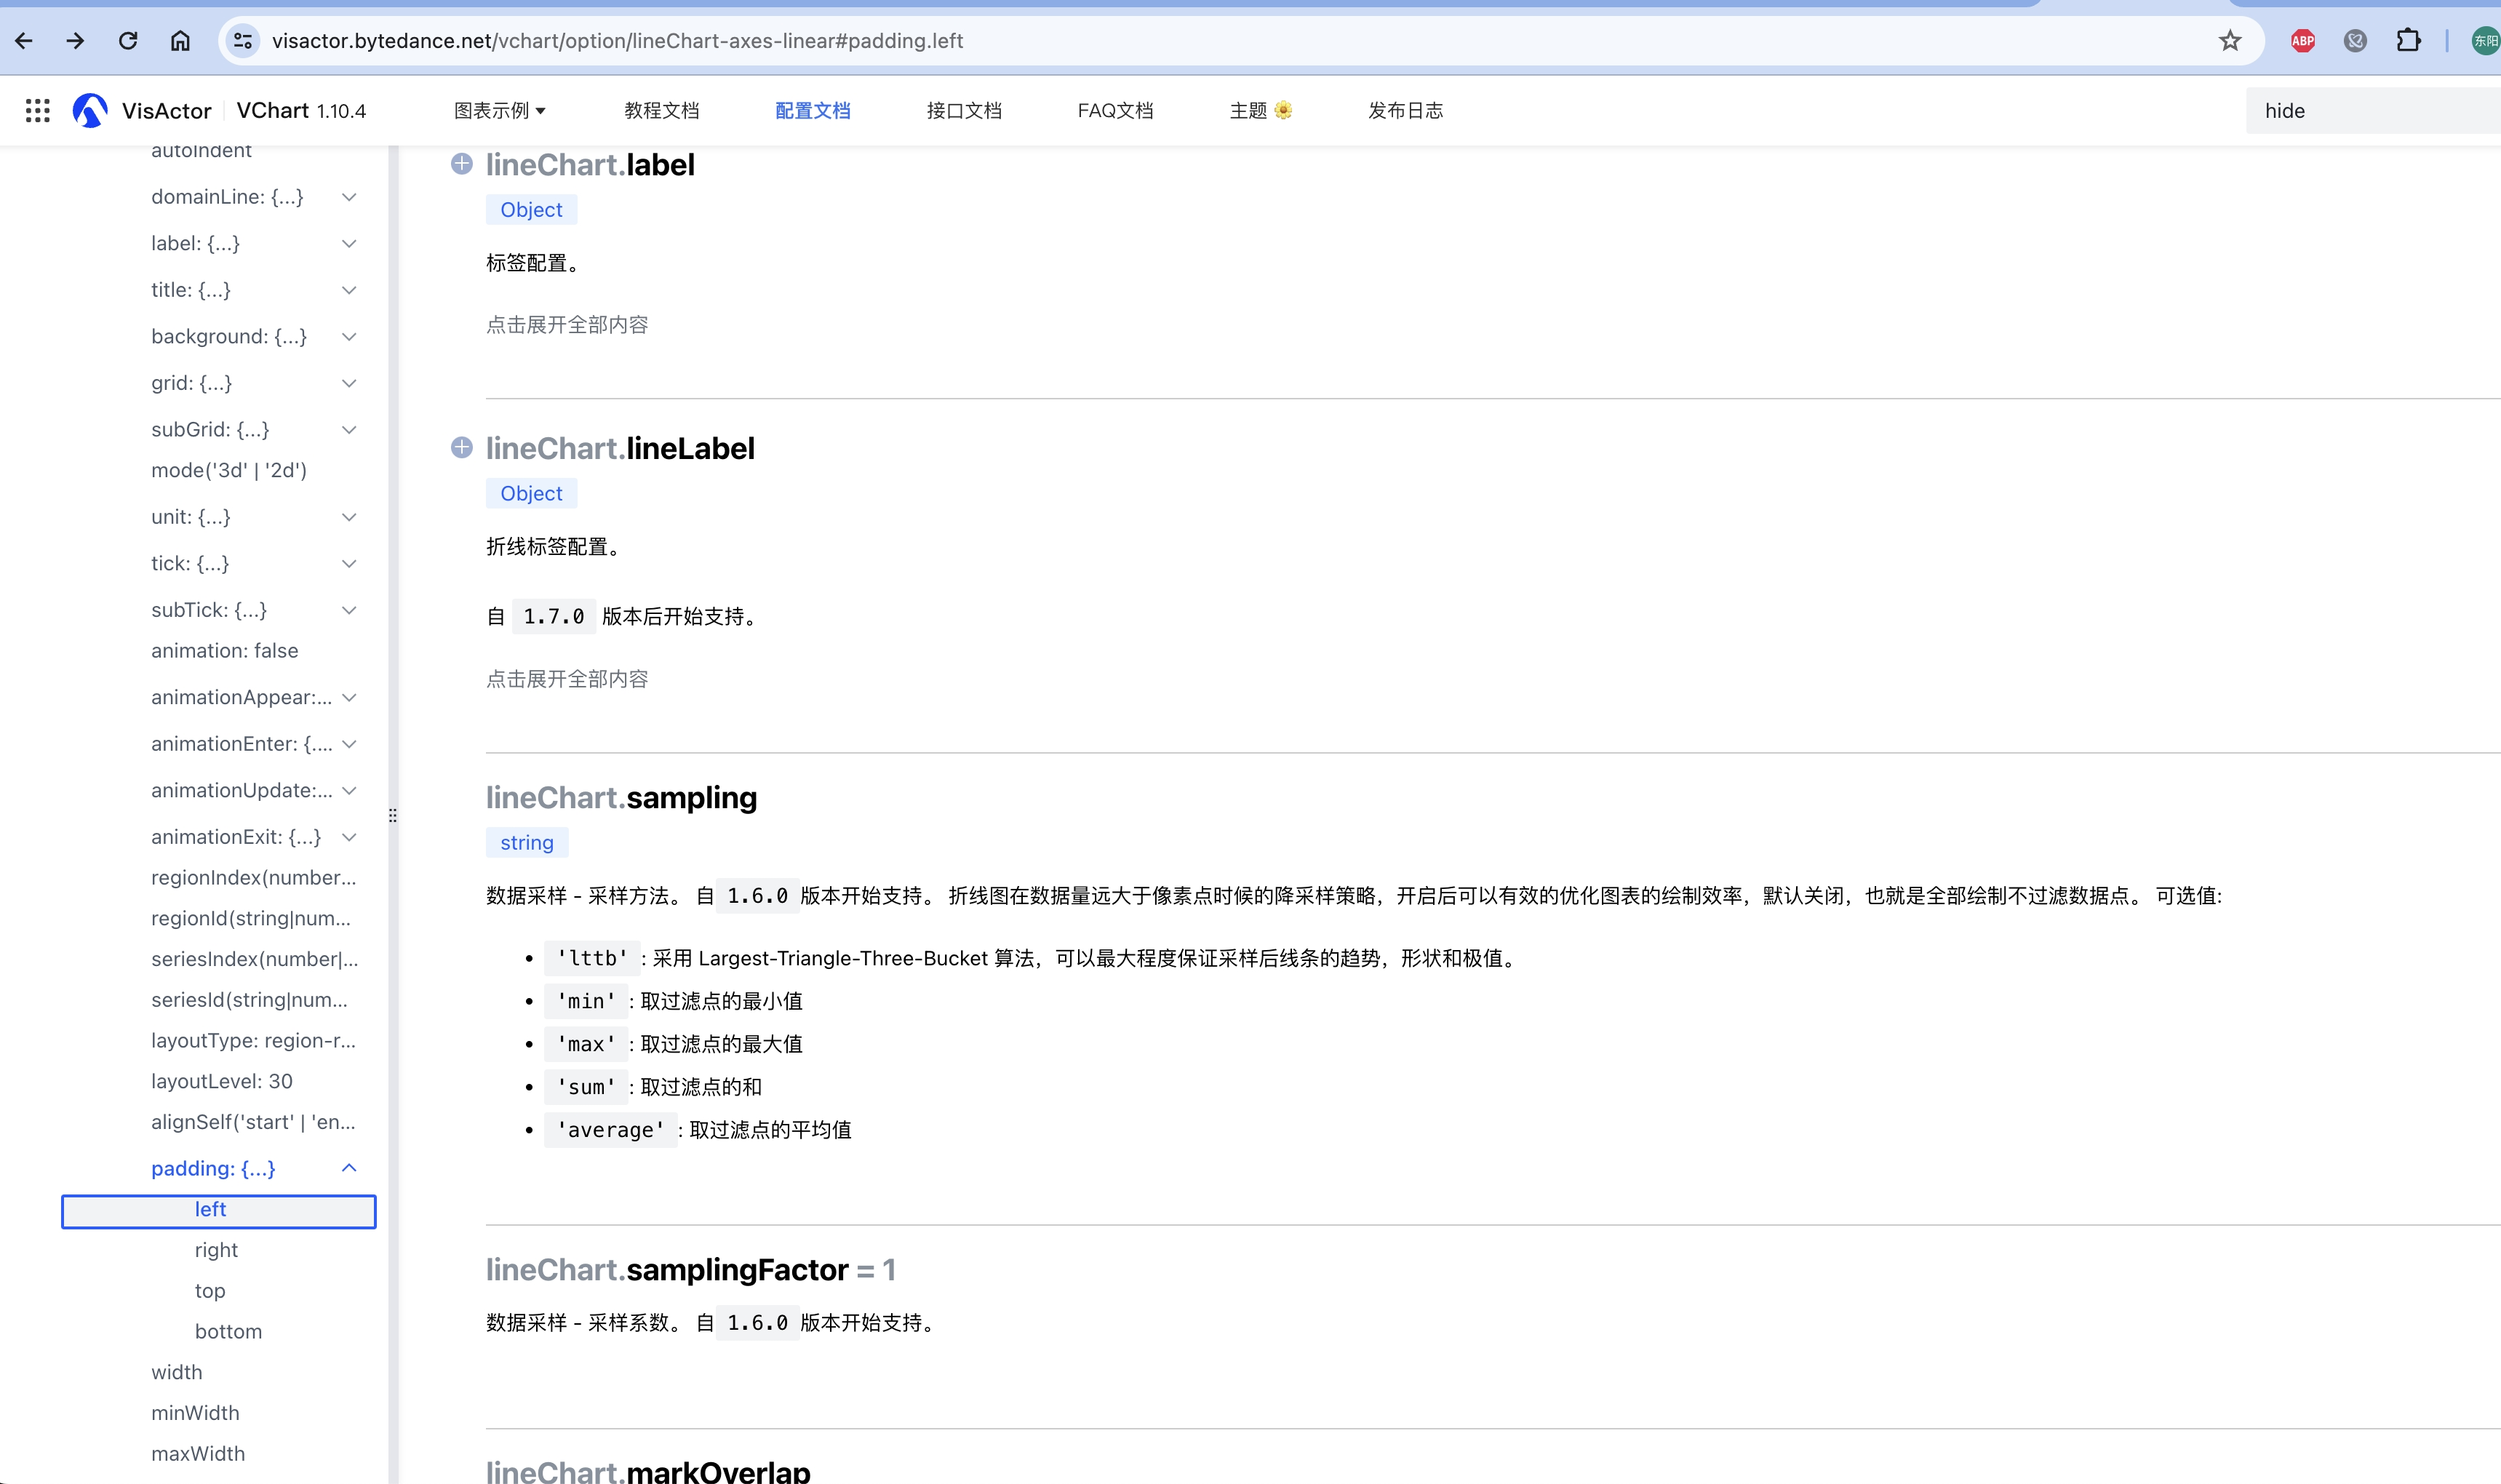 visactor.bytedance.net/vchart/option/lineChart-axes-linear#padding.left
ABP
东阳
VisActor
VChart 1.10.4
图表示例
教程文档
配置文档
接口文档
FAQ文档
主题
发布日志
hide
autoIndent
domainLine: {...}
label: {...}
title: {...}
background: {...}
grid: {...}
subGrid: {...}
mode('3d' | '2d')
unit: {...}
tick: {...}
subTick: {...}
animation: false
animationAppear:...
animationEnter: {....
animationUpdate:...
animationExit: {...}
regionIndex(number...
regionId(string|num...
seriesIndex(number|...
seriesId(string|num...
layoutType: region-r...
layoutLevel: 30
alignSelf('start' | 'en...
padding: {...}
left
right
top
bottom
width
minWidth
maxWidth
lineChart.label
Object
标签配置。
点击展开全部内容
lineChart.lineLabel
Object
折线标签配置。
自 1.7.0 版本后开始支持。
点击展开全部内容
lineChart.sampling
string
数据采样 - 采样方法。 自 1.6.0 版本开始支持。 折线图在数据量远大于像素点时候的降采样策略，开启后可以有效的优化图表的绘制效率，默认关闭，也就是全部绘制不过滤数据点。 可选值:
'lttb' : 采用 Largest-Triangle-Three-Bucket 算法，可以最大程度保证采样后线条的趋势，形状和极值。
'min' : 取过滤点的最小值
'max' : 取过滤点的最大值
'sum' : 取过滤点的和
'average' : 取过滤点的平均值
lineChart.samplingFactor = 1
数据采样 - 采样系数。 自 1.6.0 版本开始支持。
lineChart.markOverlap